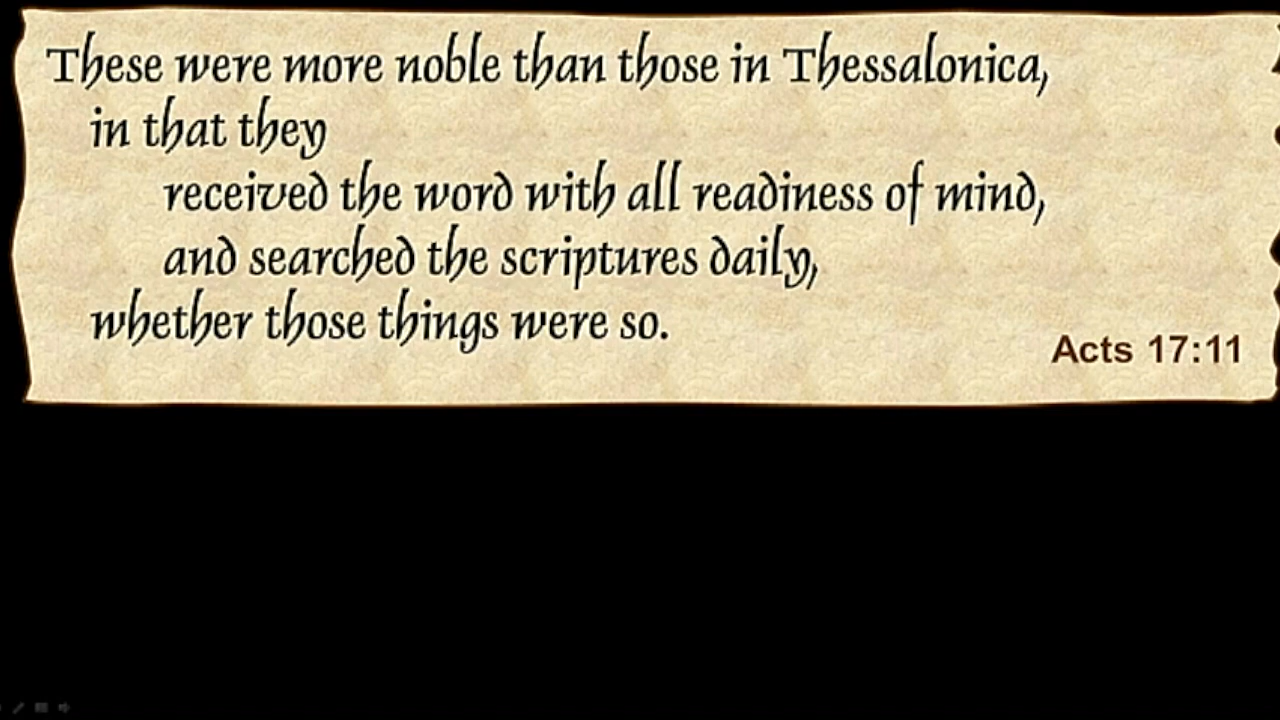 These were more noble than those in Thessalonica,
in that they
received the word with all readiness of mind,
and searched the scriptures daily,
whether those things were so.
Acts 17:11